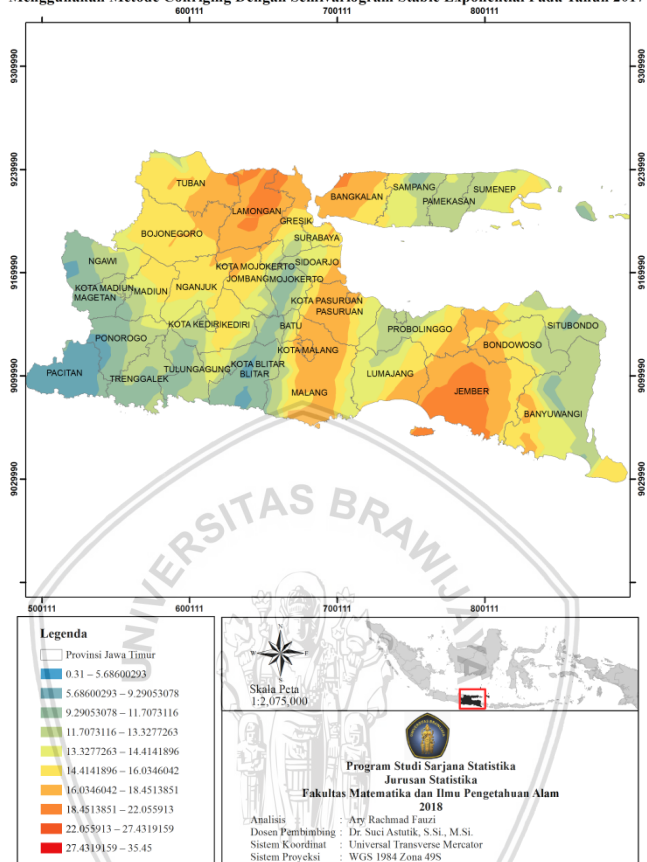 Menggunakan Metode Cokriging Dengan Semivariogram Stable Exponential Pada Tahun 2017
600111 700111 800111
9309990 9309990
9239990 9239990
TUBAN
LAMONGAN
BANGKALAN
SAMPANG
PAMEKASAN
SUMENEP
GRESIK
BOJONEGORO
SURABAYA
NGAWI
SIDOARJO
9169990 9169990
KOTA MOJOKERTO
JOMBANG
MOJOKERTO
KOTA MADIUN
MAGETAN
MADIUN
NGANJUK
KOTA PASURUAN
PASURUAN
KOTA KEDIRI
KEDIRI
BATU
PROBOLINGGO
SITUBONDO
PONOROGO
KOTA MALANG
BONDOWOSO
PACITAN
TRENGGALEK
TULUNGAGUNG
KOTA BLITAR
BLITAR
LUMAJANG
9099990 9099990
MALANG
JEMBER
BANYUWANGI
9029990 9029990
UNIVERSITAS BRAWIJAYA
500111 600111 700111 800111
Legenda
Provinsi Jawa Timur
0.31 – 5.68600293
5.68600293 – 9.29053078
9.29053078 – 11.7073116
11.7073116 – 13.3277263
13.3277263 – 14.4141896
14.4141896 – 16.0346042
16.0346042 – 18.4513851
18.4513851 – 22.055913
22.055913 – 27.4319159
27.4319159 – 35.45
N
W E
S
Skala Peta
1:2,075,000
Program Studi Sarjana Statistika
Jurusan Statistika
Fakultas Matematika dan Ilmu Pengetahuan Alam
2018
Analisis : Ary Rachmad Fauzi
Dosen Pembimbing : Dr. Suci Astutik, S.Si., M.Si.
Sistem Koordinat : Universal Transverse Mercator
Sistem Proyeksi : WGS 1984 Zona 49S